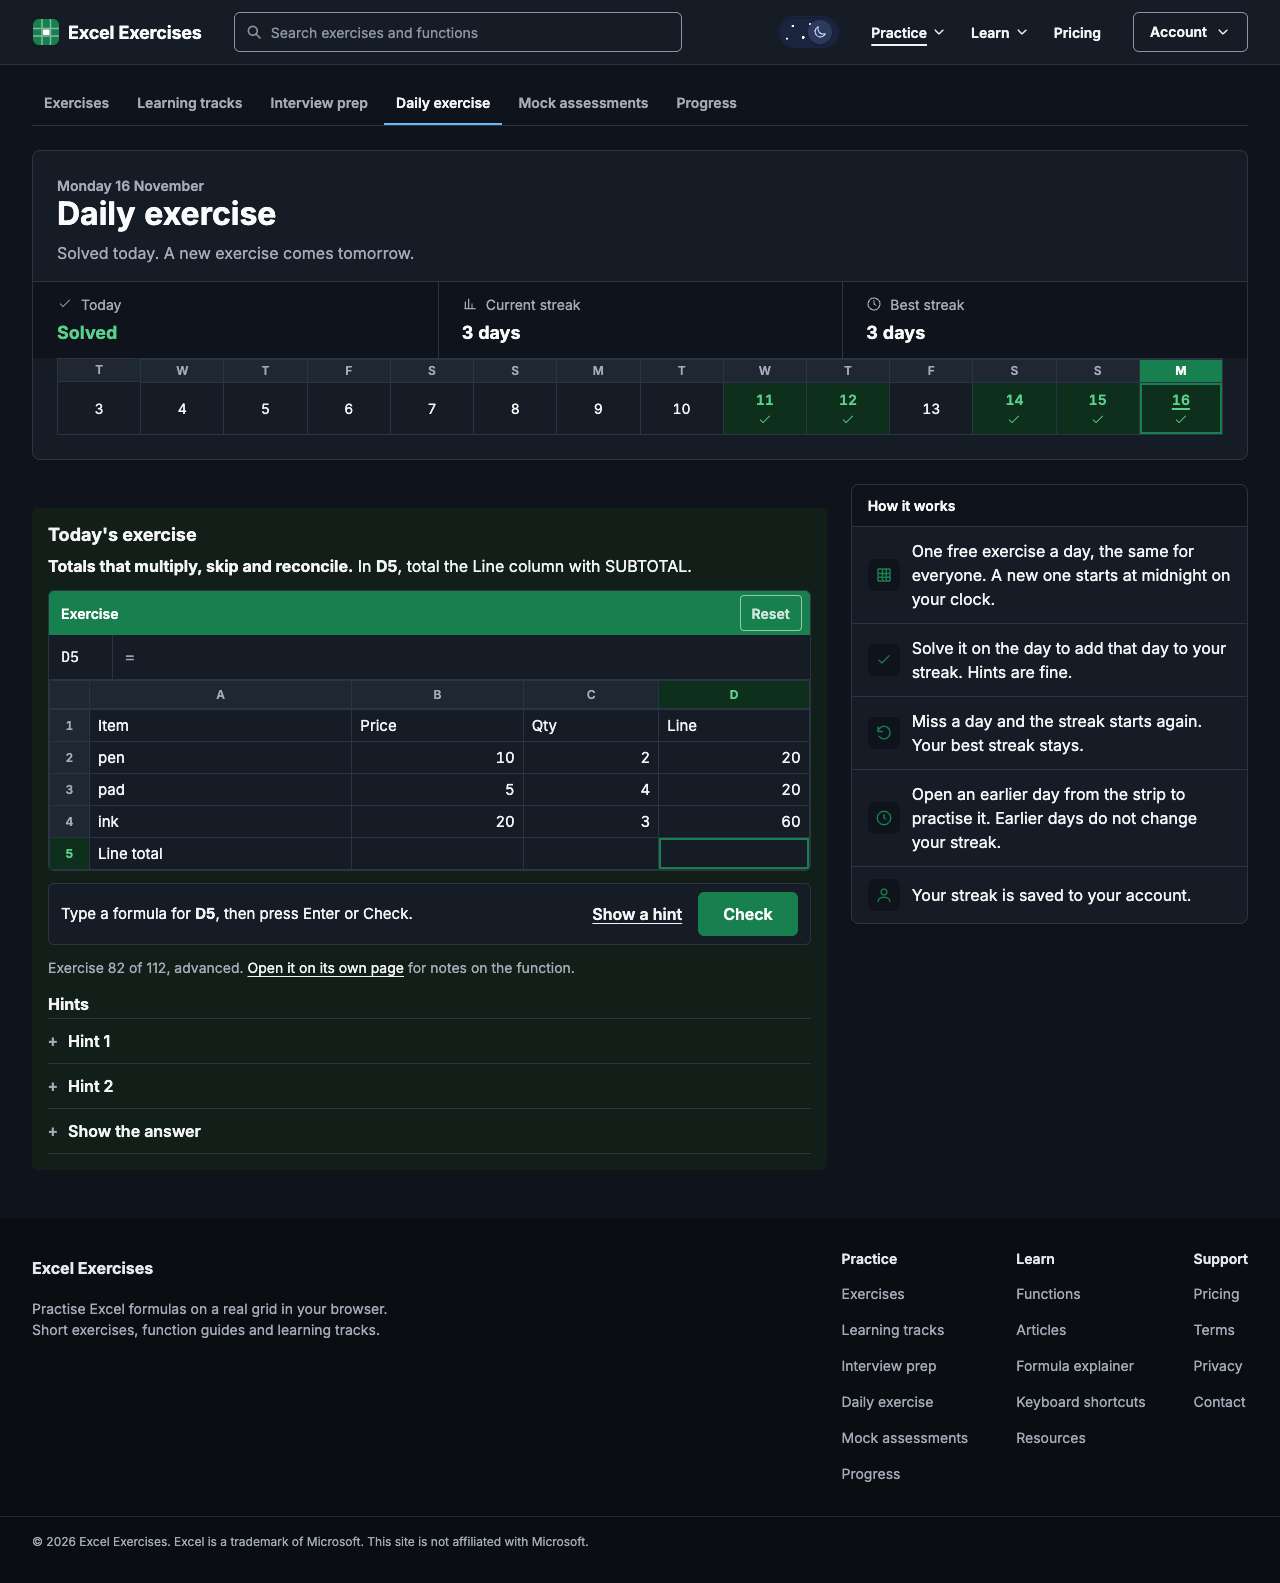 Excel Exercises
Search exercises and functions
Practice
Learn
Pricing
Account
Exercises
Learning tracks
Interview prep
Daily exercise
Mock assessments
Progress
Monday 16 November
Daily exercise
Solved today. A new exercise comes tomorrow.
Today
Solved
Current streak
3 days
Best streak
3 days
T W T F S S M T W T F S S M
3 4 5 6 7 8 9 10 11 12 13 14 15 16
Today's exercise
Totals that multiply, skip and reconcile. In D5, total the Line column with SUBTOTAL.
Exercise
Reset
D5 =
A B C D
1 Item Price Qty Line
2 pen 10 2 20
3 pad 5 4 20
4 ink 20 3 60
5 Line total
Type a formula for D5, then press Enter or Check.
Show a hint
Check
Exercise 82 of 112, advanced. Open it on its own page for notes on the function.
Hints
+ Hint 1
+ Hint 2
+ Show the answer
How it works
One free exercise a day, the same for
everyone. A new one starts at midnight on
your clock.
Solve it on the day to add that day to your
streak. Hints are fine.
Miss a day and the streak starts again.
Your best streak stays.
Open an earlier day from the strip to
practise it. Earlier days do not change
your streak.
Your streak is saved to your account.
Excel Exercises
Practise Excel formulas on a real grid in your browser.
Short exercises, function guides and learning tracks.
Practice
Exercises
Learning tracks
Interview prep
Daily exercise
Mock assessments
Progress
Learn
Functions
Articles
Formula explainer
Keyboard shortcuts
Resources
Support
Pricing
Terms
Privacy
Contact
© 2026 Excel Exercises. Excel is a trademark of Microsoft. This site is not affiliated with Microsoft.